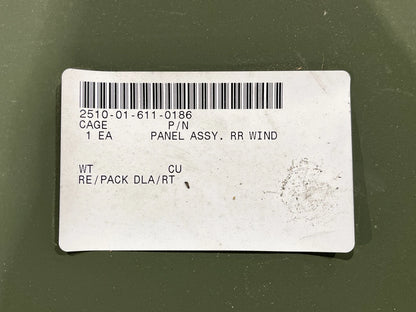 2510-01-611-0186
CAGE P/N
1 EA PANEL ASSY. RR WIND
WT CU
RE/PACK DLA/RT